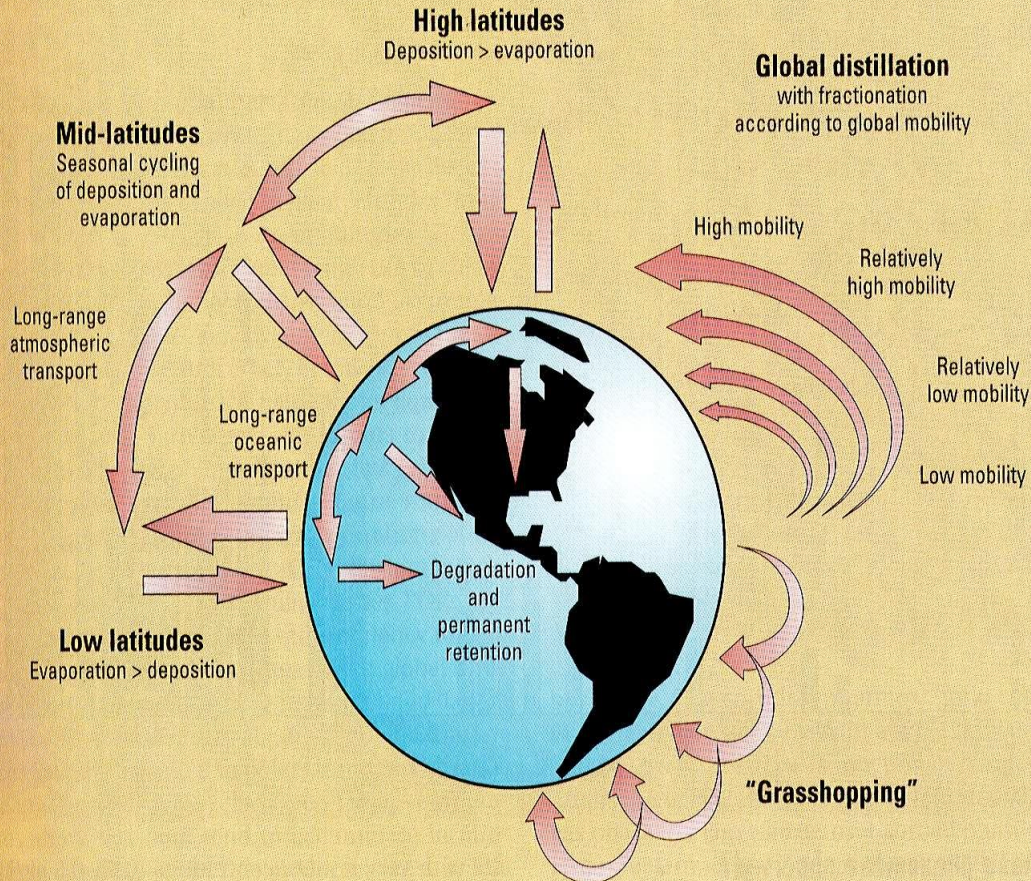 High latitudes
Deposition > evaporation
Global distillation
with fractionation
according to global mobility
Mid-latitudes
Seasonal cycling
of deposition and
evaporation
High mobility
Relatively
high mobility
Long-range
atmospheric
transport
Relatively
low mobility
Long-range
oceanic
transport
Low mobility
Degradation
and
permanent
retention
Low latitudes
Evaporation > deposition
"Grasshopping"